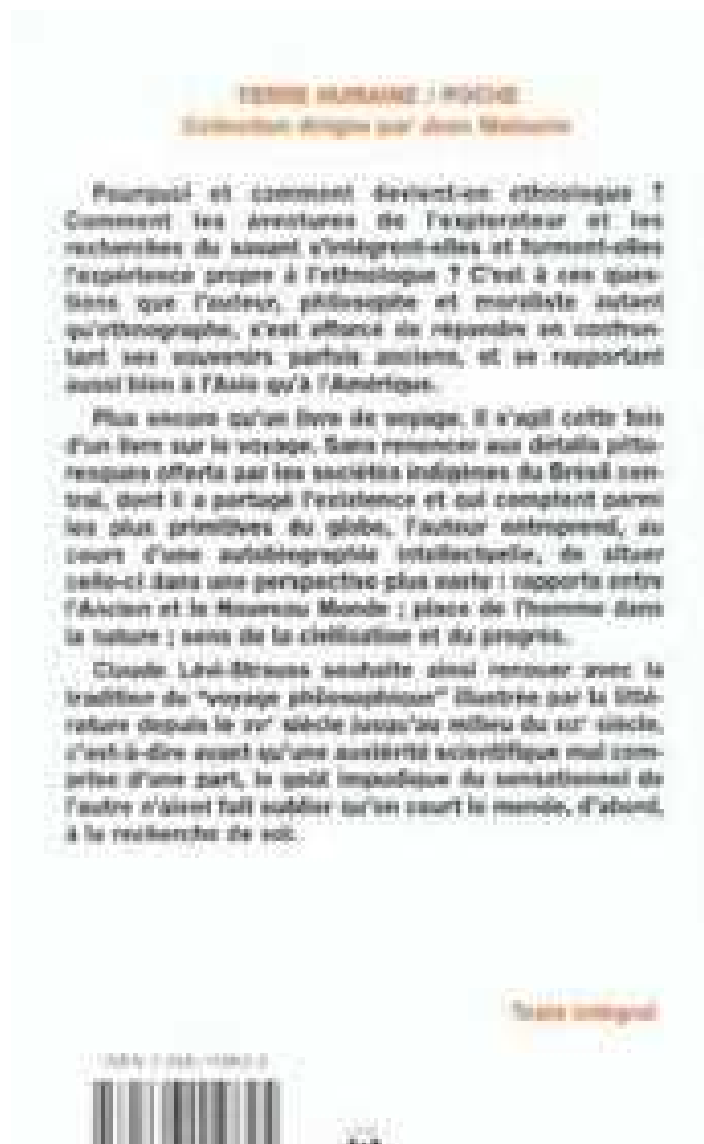 TERRE HUMAINE / POCHE
Collection dirigée par Jean Malaurie
Pourquoi et comment devient-on ethnologue ?
Comment les aventures de l'explorateur et les
recherches du savant s'intègrent-elles et forment-elles
l'expérience propre à l'ethnologue ? C'est à ces ques-
tions que l'auteur, philosophe et moraliste autant
qu'ethnographe, s'est efforcé de répondre en confron-
tant ses souvenirs parfois anciens, et se rapportant
aussi bien à l'Asie qu'à l'Amérique.
Plus encore qu'un livre de voyage, il s'agit cette fois
d'un livre sur le voyage. Sans renoncer aux détails pitto-
resques offerts par les sociétés indigènes du Brésil cen-
tral, dont il a partagé l'existence et qui comptent parmi
les plus primitives du globe, l'auteur entreprend, au
cours d'une autobiographie intellectuelle, de situer
celle-ci dans une perspective plus vaste : rapports entre
l'Ancien et le Nouveau Monde ; place de l'homme dans
la nature ; sens de la civilisation et du progrès.
Claude Lévi-Strauss souhaite ainsi renouer avec la
tradition du "voyage philosophique" illustrée par la litté-
rature depuis le XVIe siècle jusqu'au milieu du XIXe siècle,
c'est-à-dire avant qu'une austérité scientifique mal com-
prise d'une part, le goût impudique du sensationnel de
l'autre n'aient fait oublier qu'on court le monde, d'abord,
à la recherche de soi.
Texte intégral
ISBN